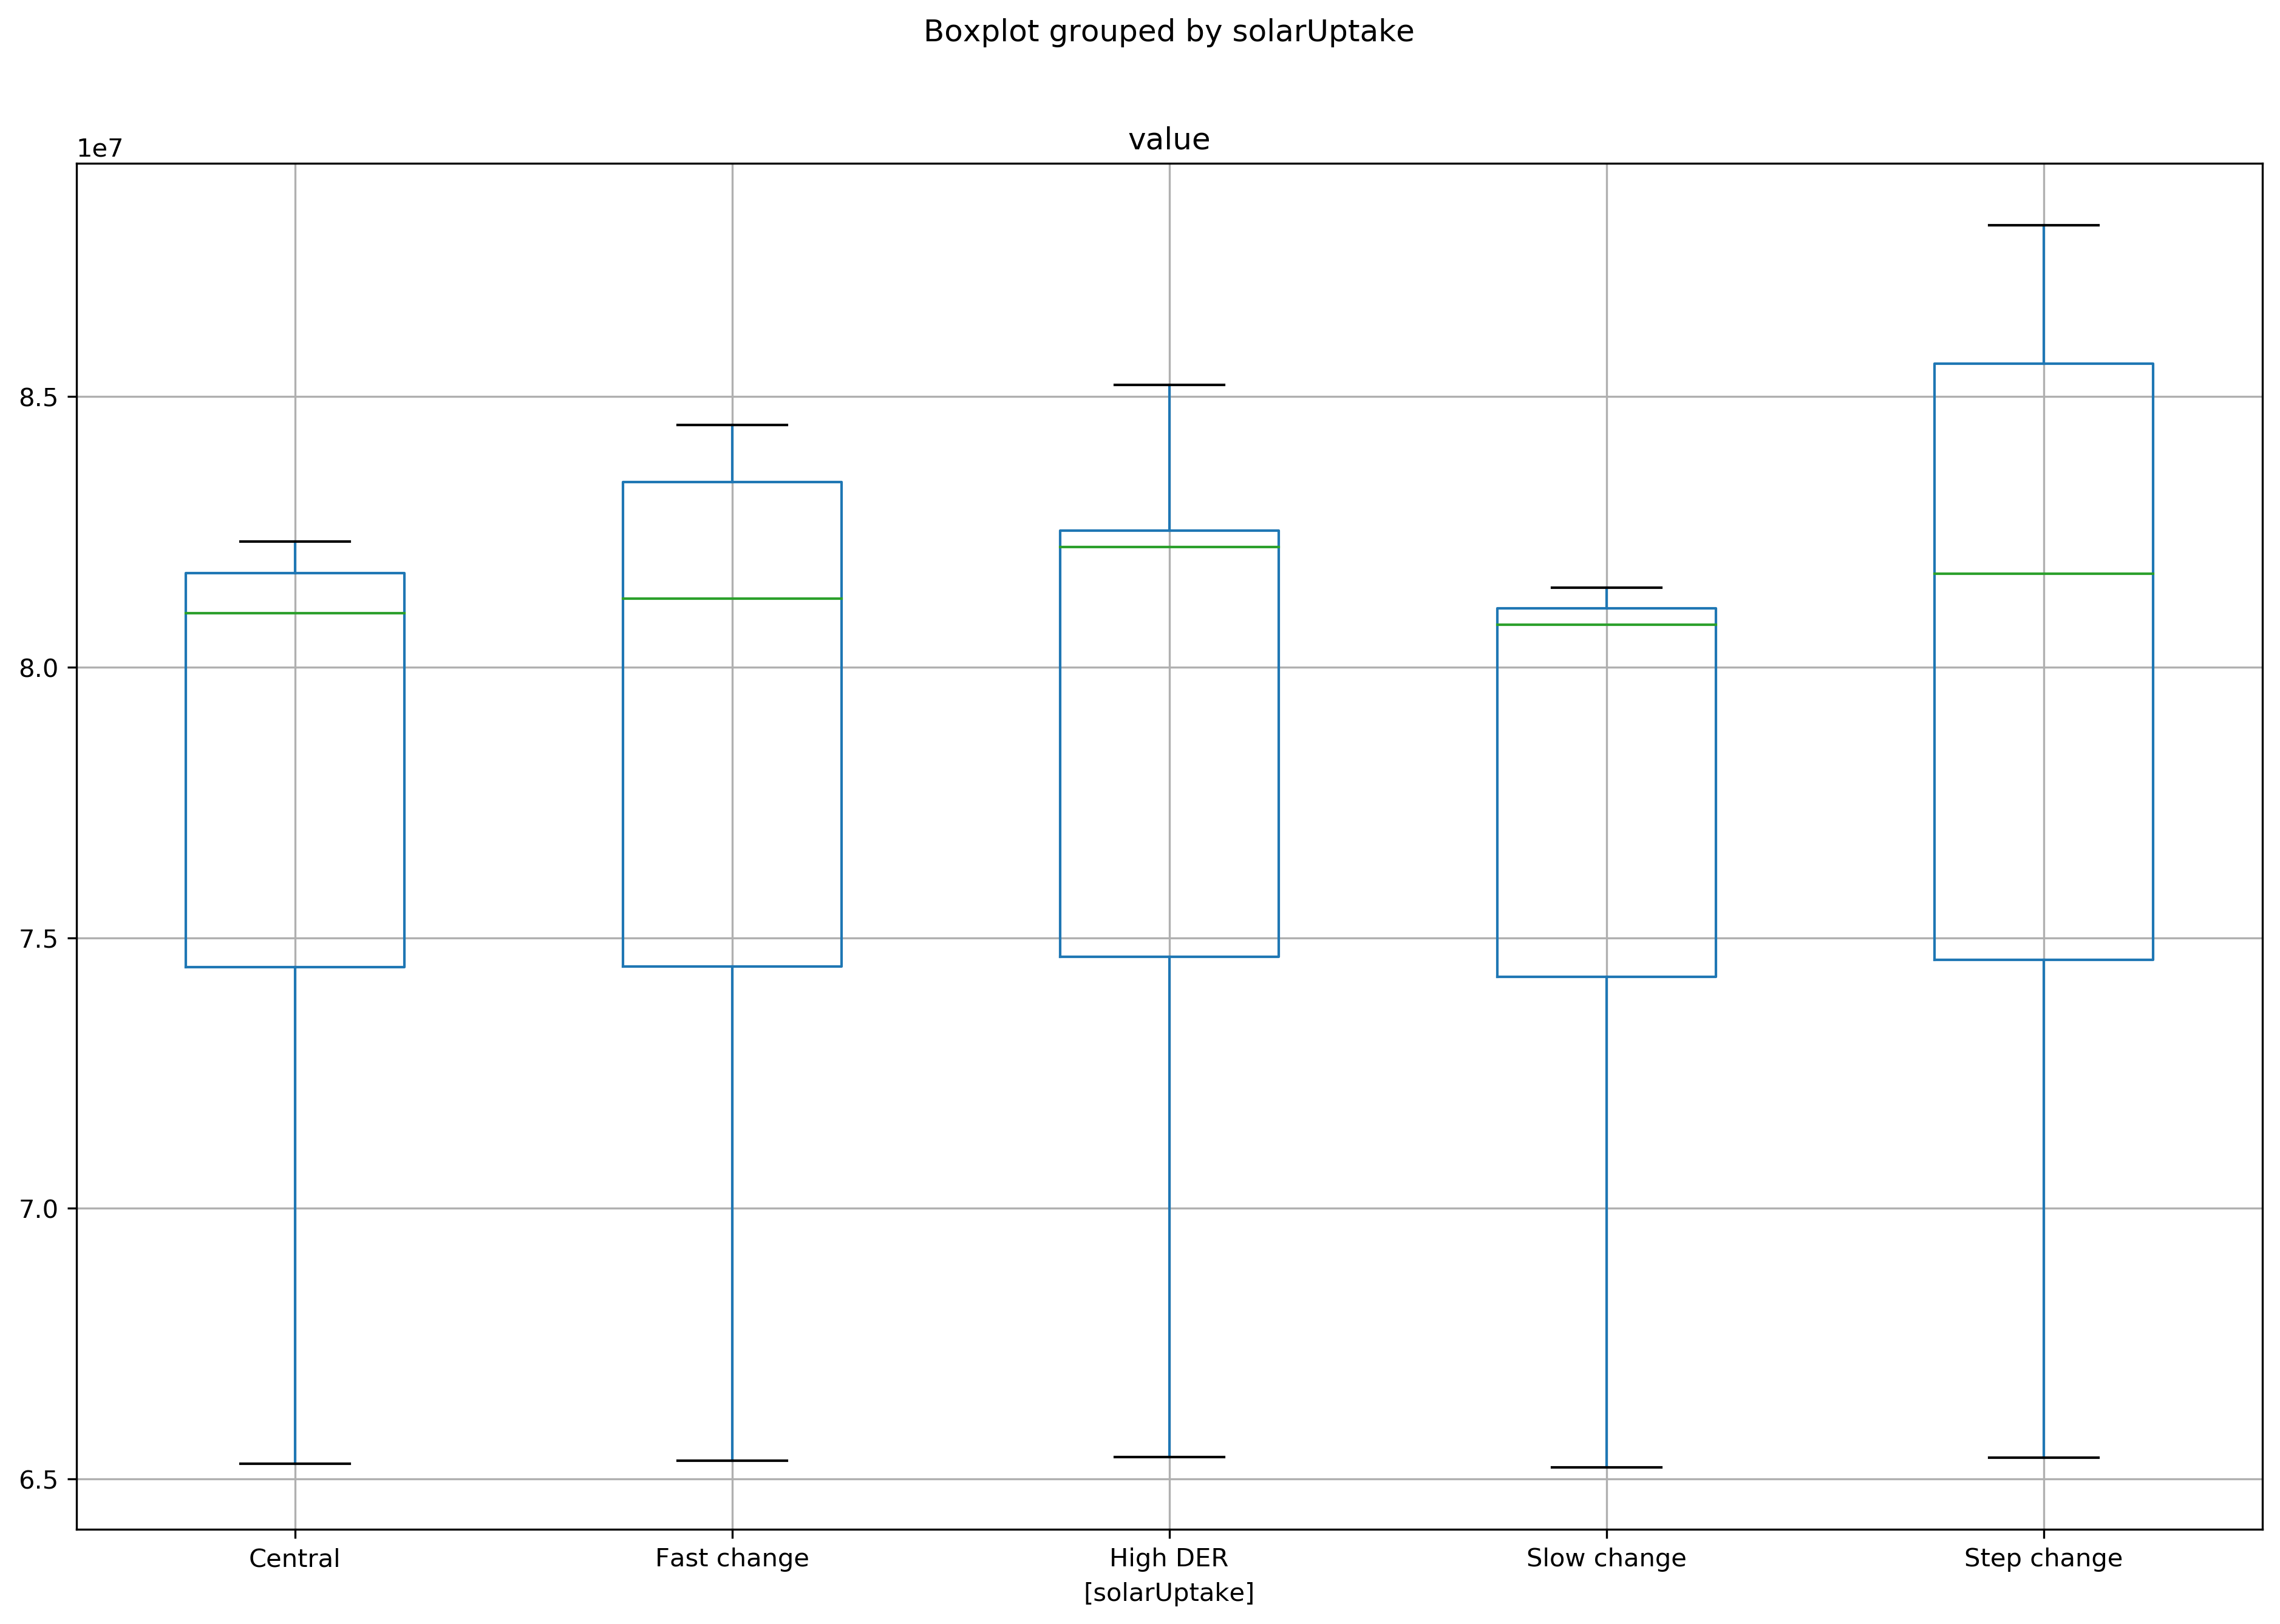 Boxplot grouped by solarUptake
value
1e7
8.5
8.0
7.5
7.0
6.5
Central Fast change High DER Slow change Step change
[solarUptake]